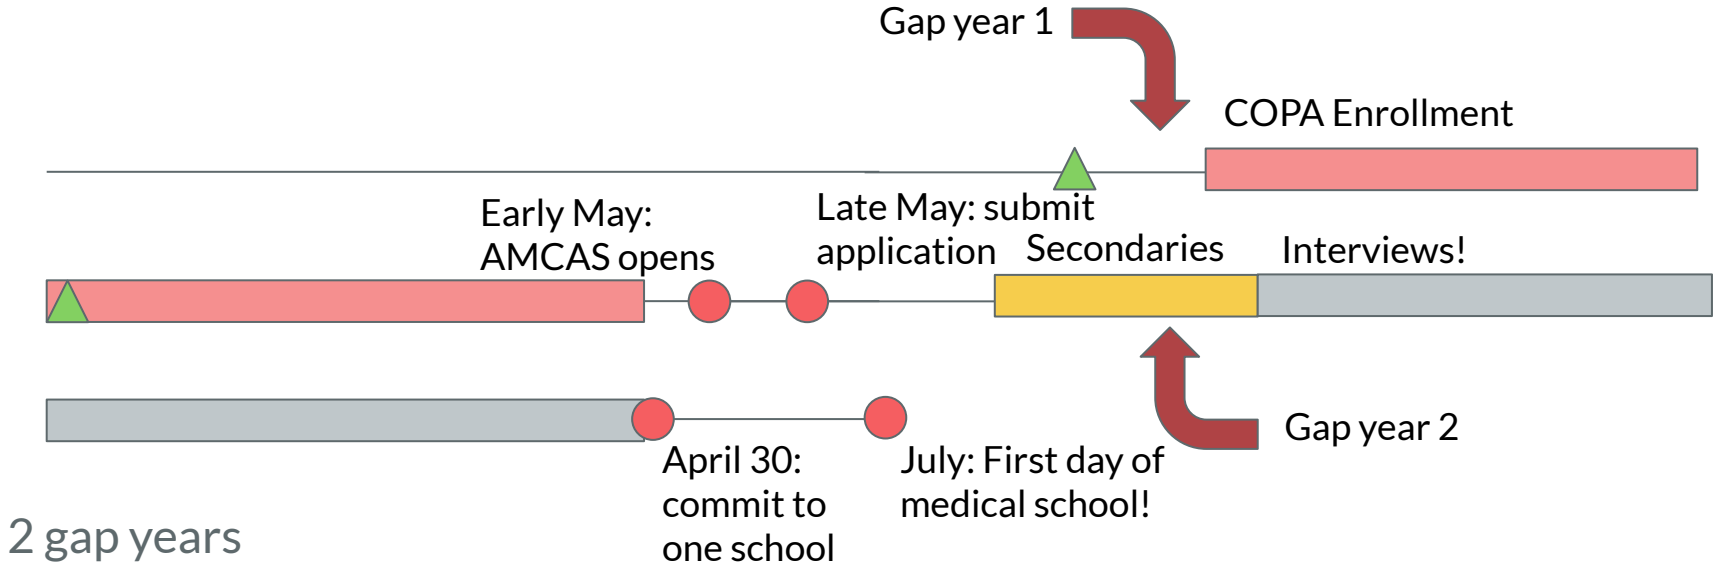 Gap year 1
COPA Enrollment
Early May:
AMCAS opens
Late May: submit
application
Secondaries
Interviews!
Gap year 2
April 30:
commit to
one school
July: First day of
medical school!
2 gap years